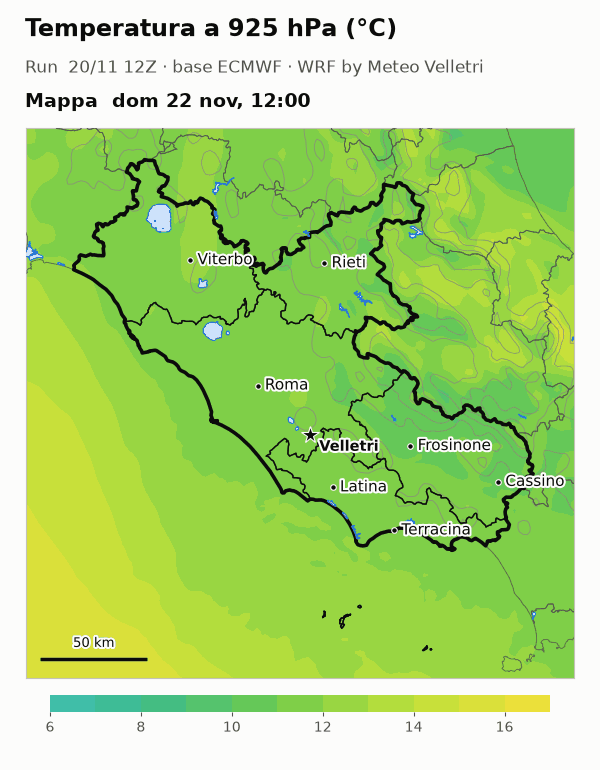 Temperatura a 925 hPa (°C)
Run  20/11 12Z · base ECMWF · WRF by Meteo Velletri
Mappa  dom 22 nov, 12:00
Viterbo
Rieti
Roma
Velletri
Frosinone
Latina
Cassino
Terracina
50 km
6 8 10 12 14 16